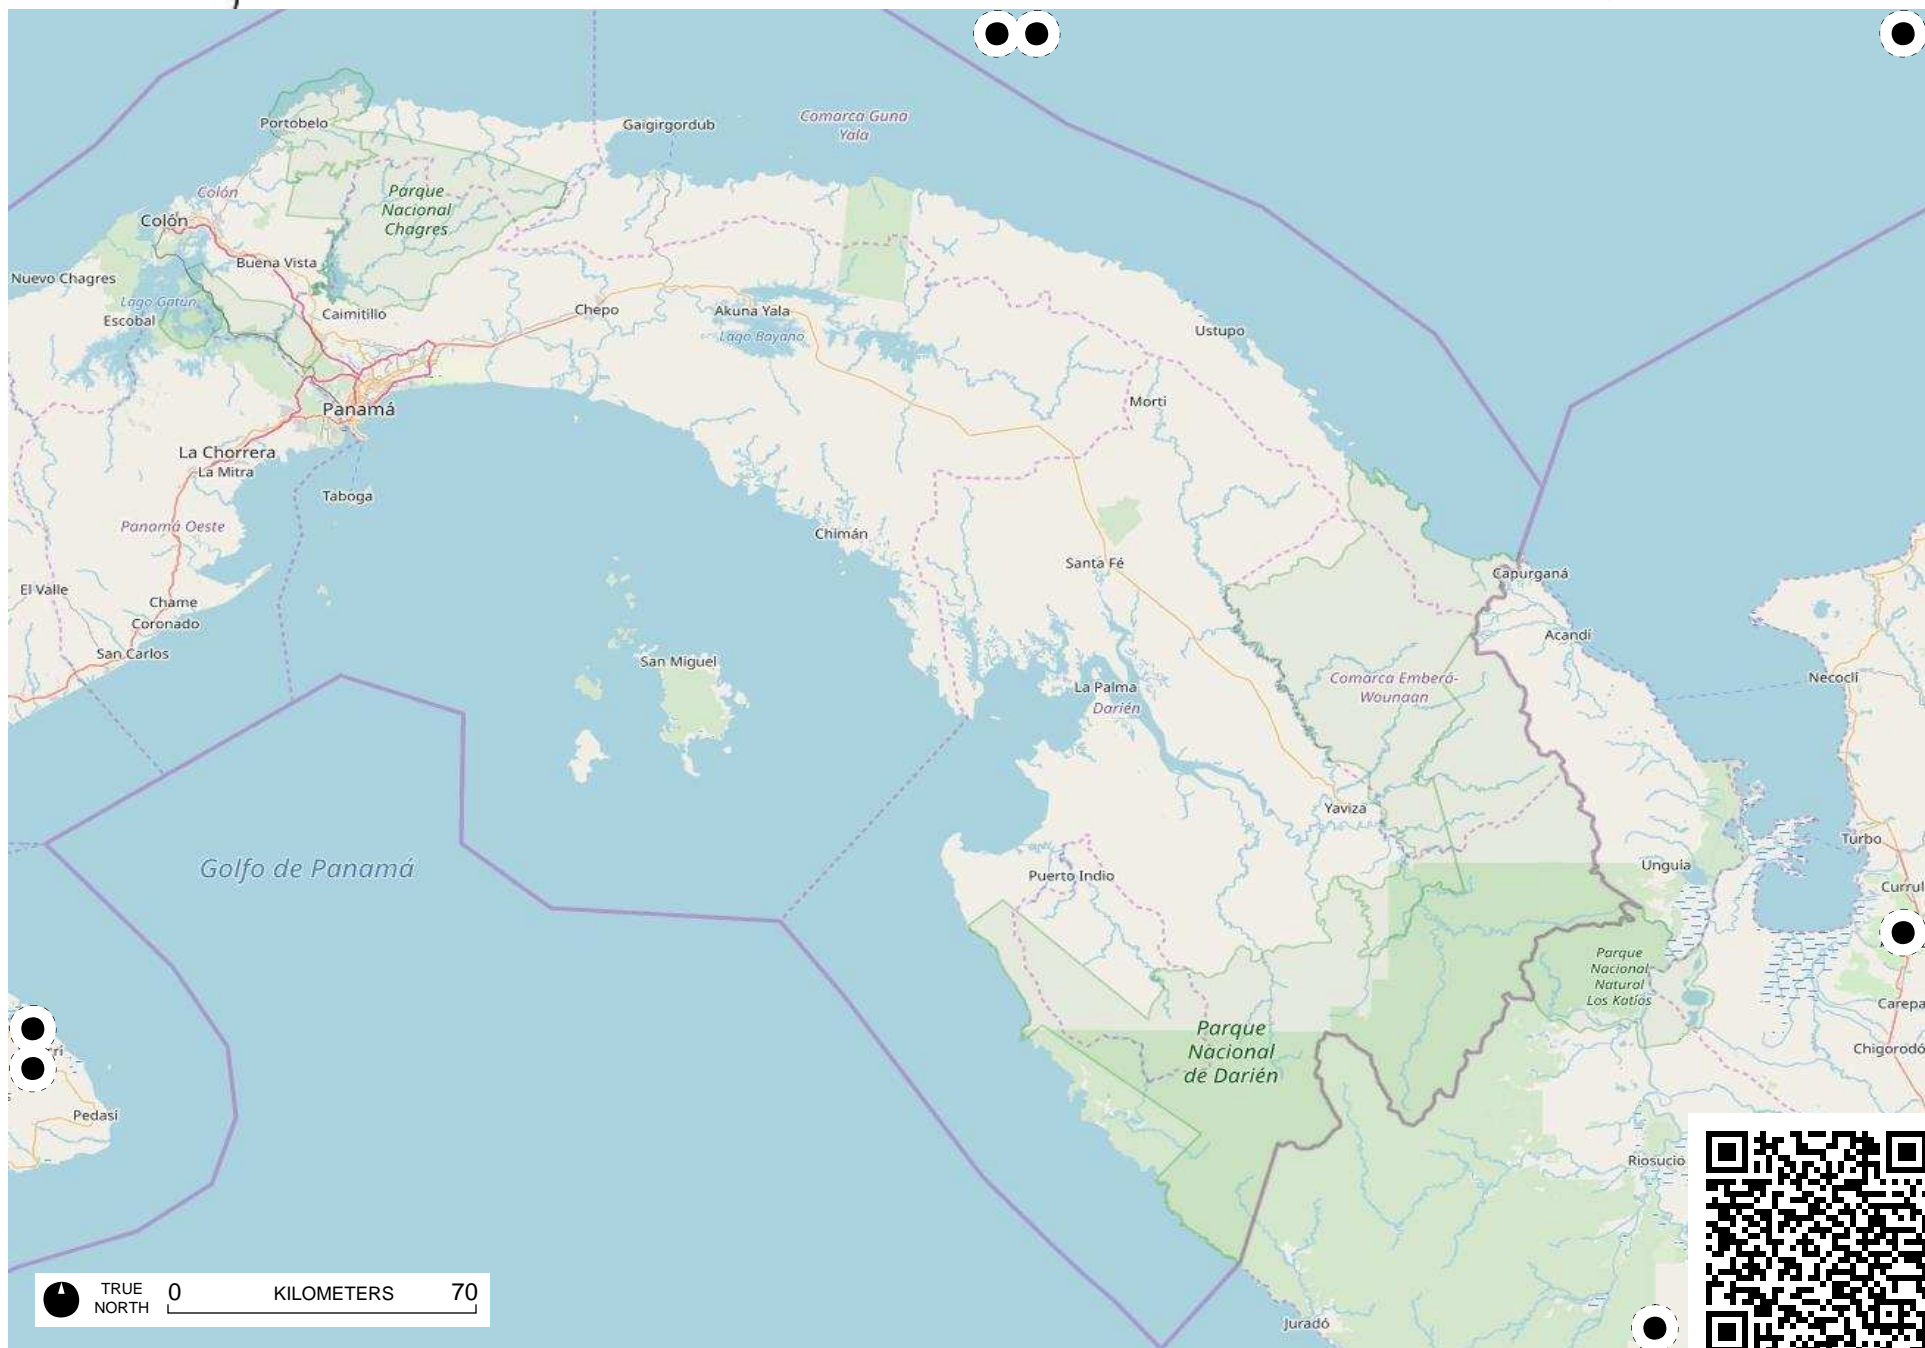 Portobelo
Gaigirgordub
Comarca Guna
Yala
Colón
Parque
Nacional
Chagres
Colón
Buena Vista
Nuevo Chagres
Lago Gatún
Escobal
Caimitillo
Chepo
Akuna Yala
Lago Bayano
Ustupo
Panamá
Morti
La Chorrera
La Mitra
Taboga
Panamá Oeste
Chimán
Santa Fé
Capurganá
El Valle
Chame
Coronado
Acandí
San Carlos
San Miguel
La Palma
Darién
Comarca Emberá-
Wounaan
Necoclí
Yaviza
Turbo
Golfo de Panamá
Puerto Indio
Unguía
Currul
Parque
Nacional
Natural
Los Katíos
Carepa
Parque
Nacional
de Darién
Chigorodó
Pedasí
Riosucio
TRUE
NORTH
0 KILOMETERS 70
Juradó